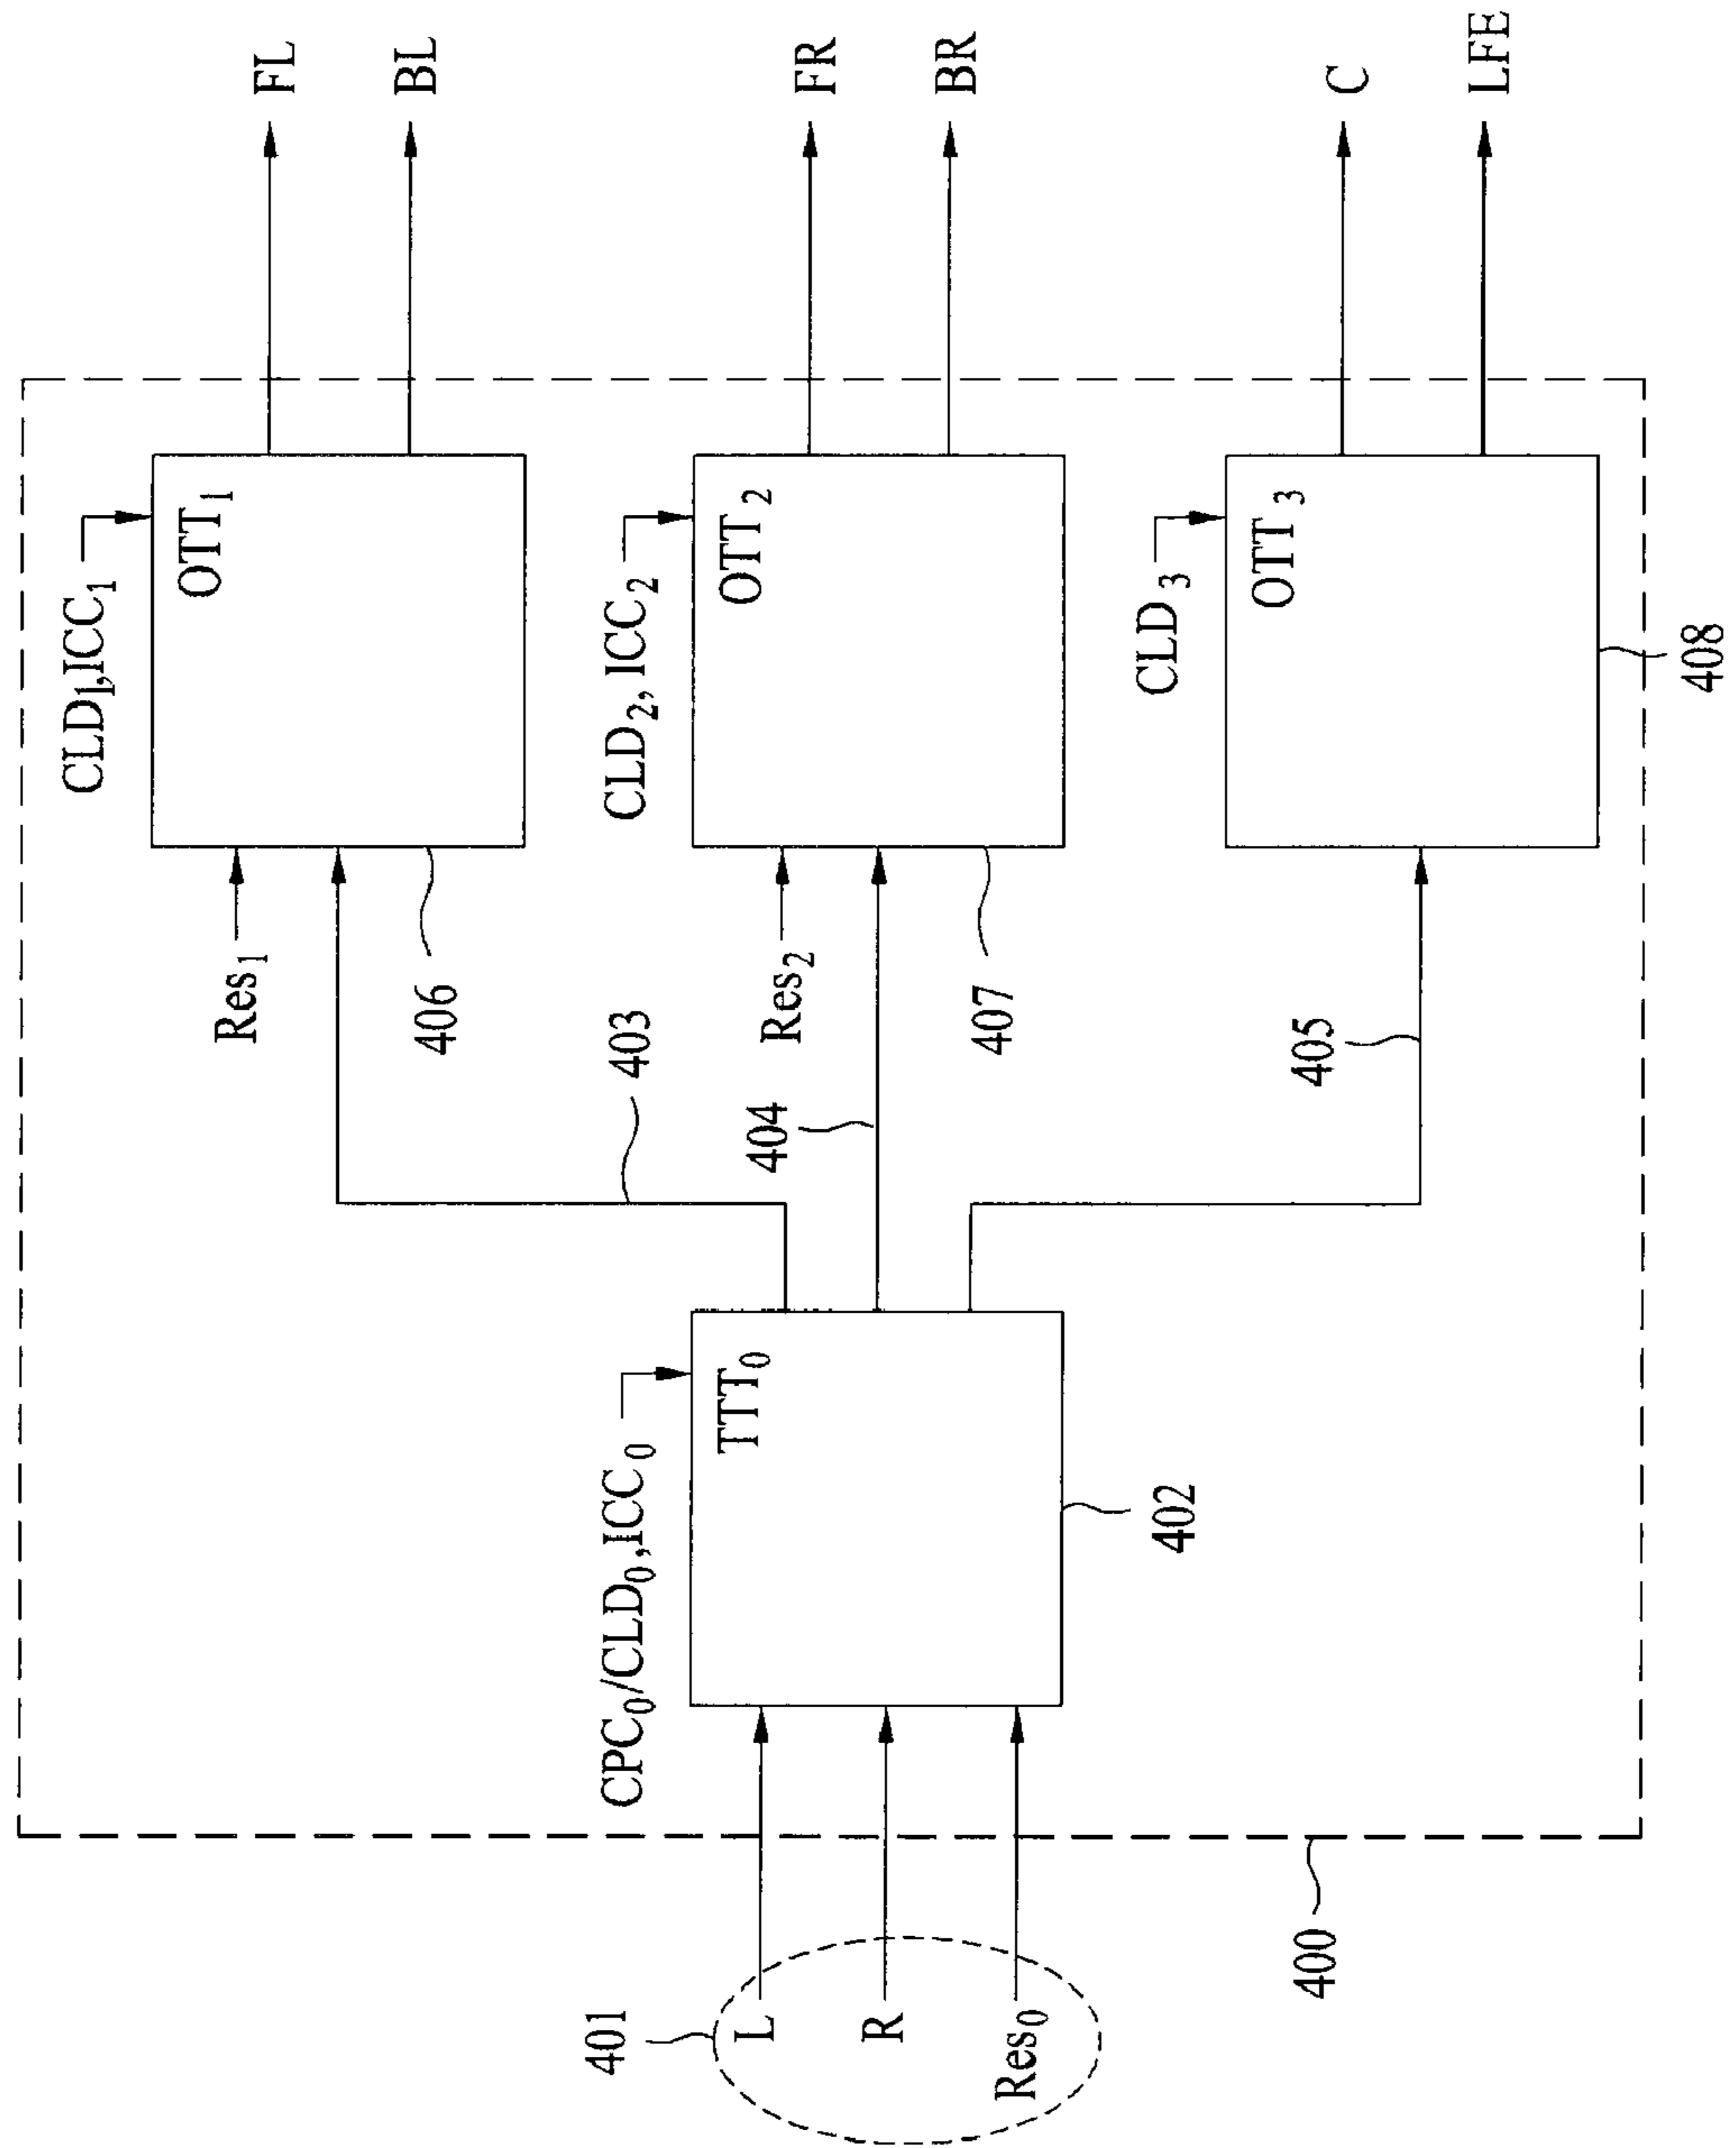 CLD₁,ICC₁
OTT₁
FL
BL
Res₁
406
403
CLD₂,ICC₂
OTT₂
FR
BR
Res₂
407
404
CPC₀/CLD₀,ICC₀
TTT₀
402
401
L
R
Res₀
CLD₃
OTT₃
C
LFE
405
408
400